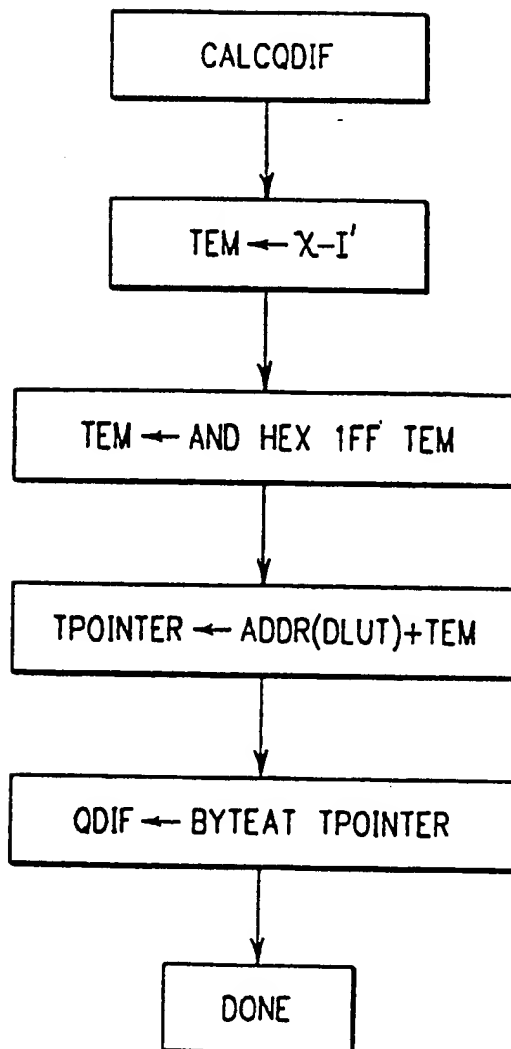 CALCQDIF
TEM ← X-I'
TEM ← AND HEX 1FF TEM
TPOINTER ← ADDR(DLUT)+TEM
QDIF ← BYTEAT TPOINTER
DONE